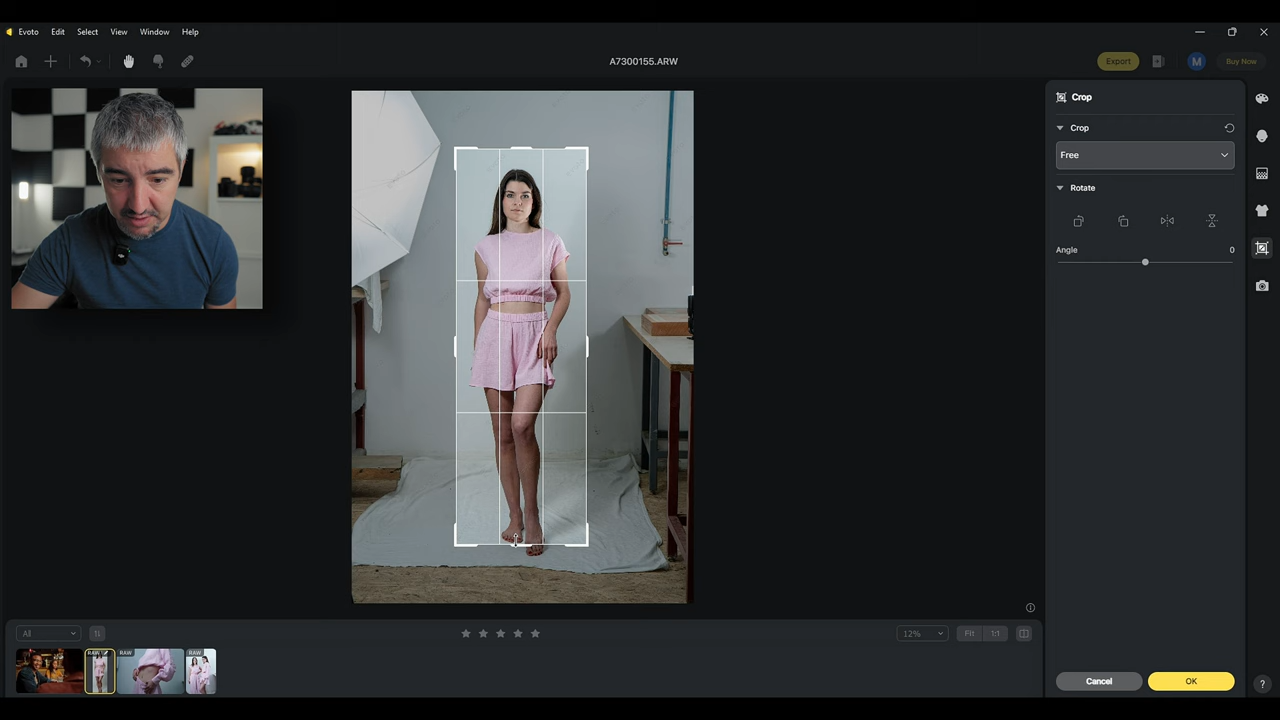 Evoto Edit Select View Window Help
A7300155.ARW
Export
M
Buy Now
Crop
Crop
Free
Rotate
Angle 0
All
12%
Fit 1:1
RAW
RAW
RAW
Cancel OK
?